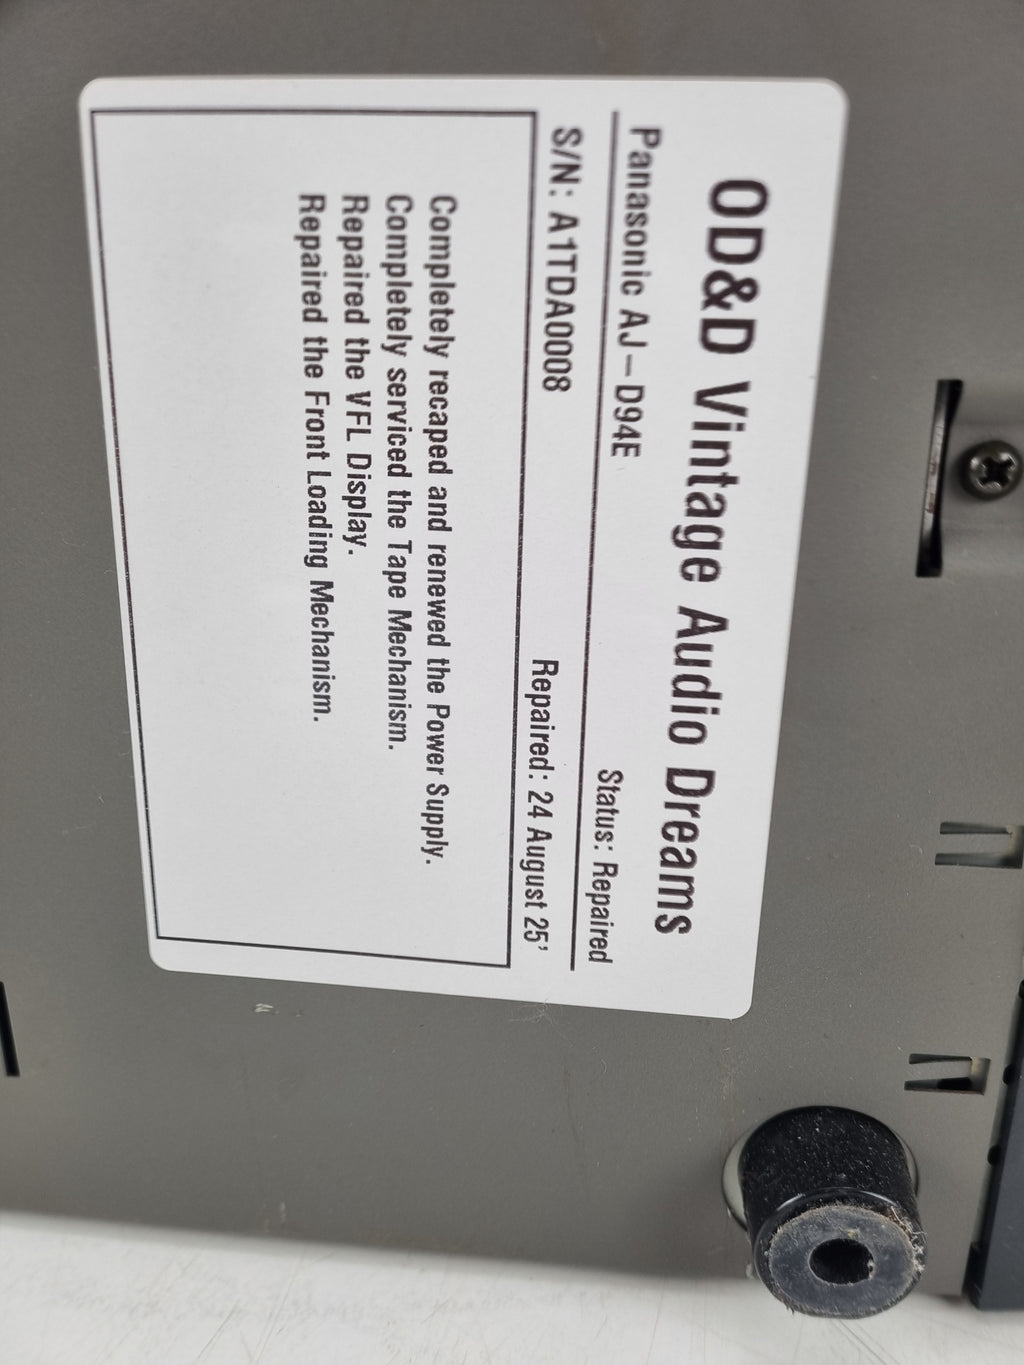 OD&D Vintage Audio Dreams
Panasonic AJ-D94E Status: Repaired
S/N: A1TDA0008 Repaired: 24 August 25'
Completely recaped and renewed the Power Supply.
Completely serviced the Tape Mechanism.
Repaired the VFL Display.
Repaired the Front Loading Mechanism.